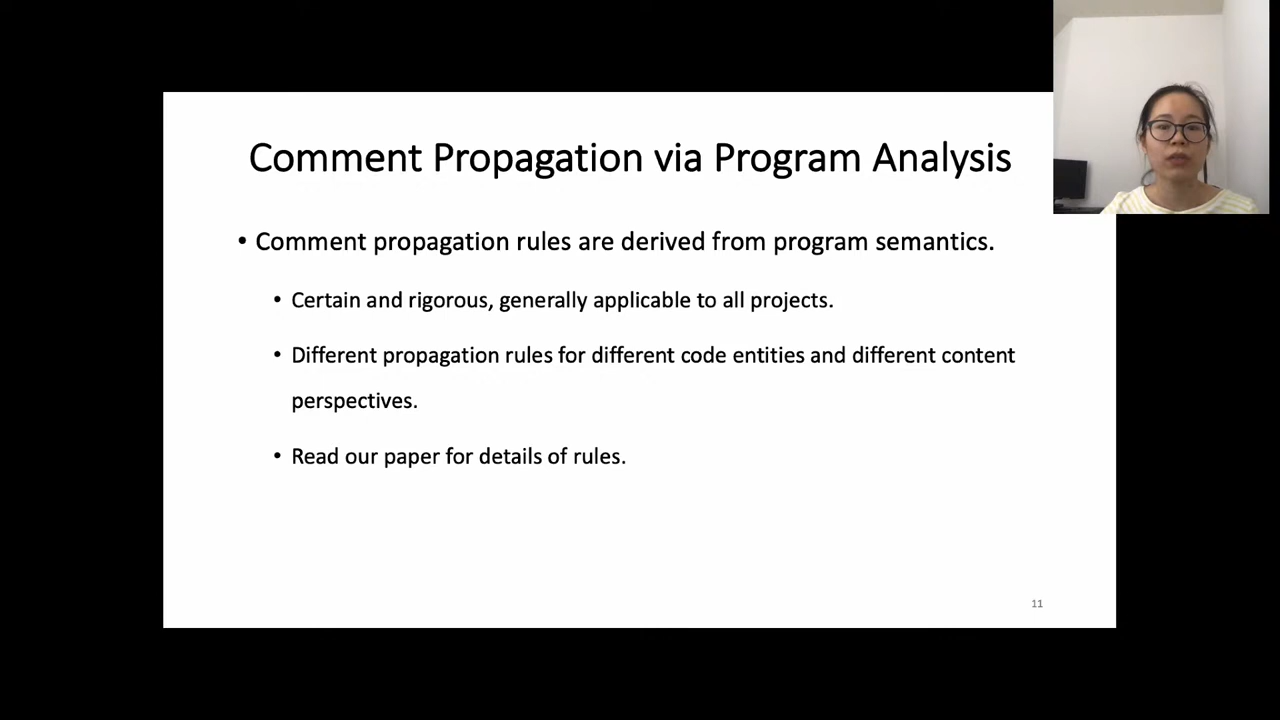 Comment Propagation via Program Analysis
• Comment propagation rules are derived from program semantics.
• Certain and rigorous, generally applicable to all projects.
• Different propagation rules for different code entities and different content
perspectives.
• Read our paper for details of rules.
11